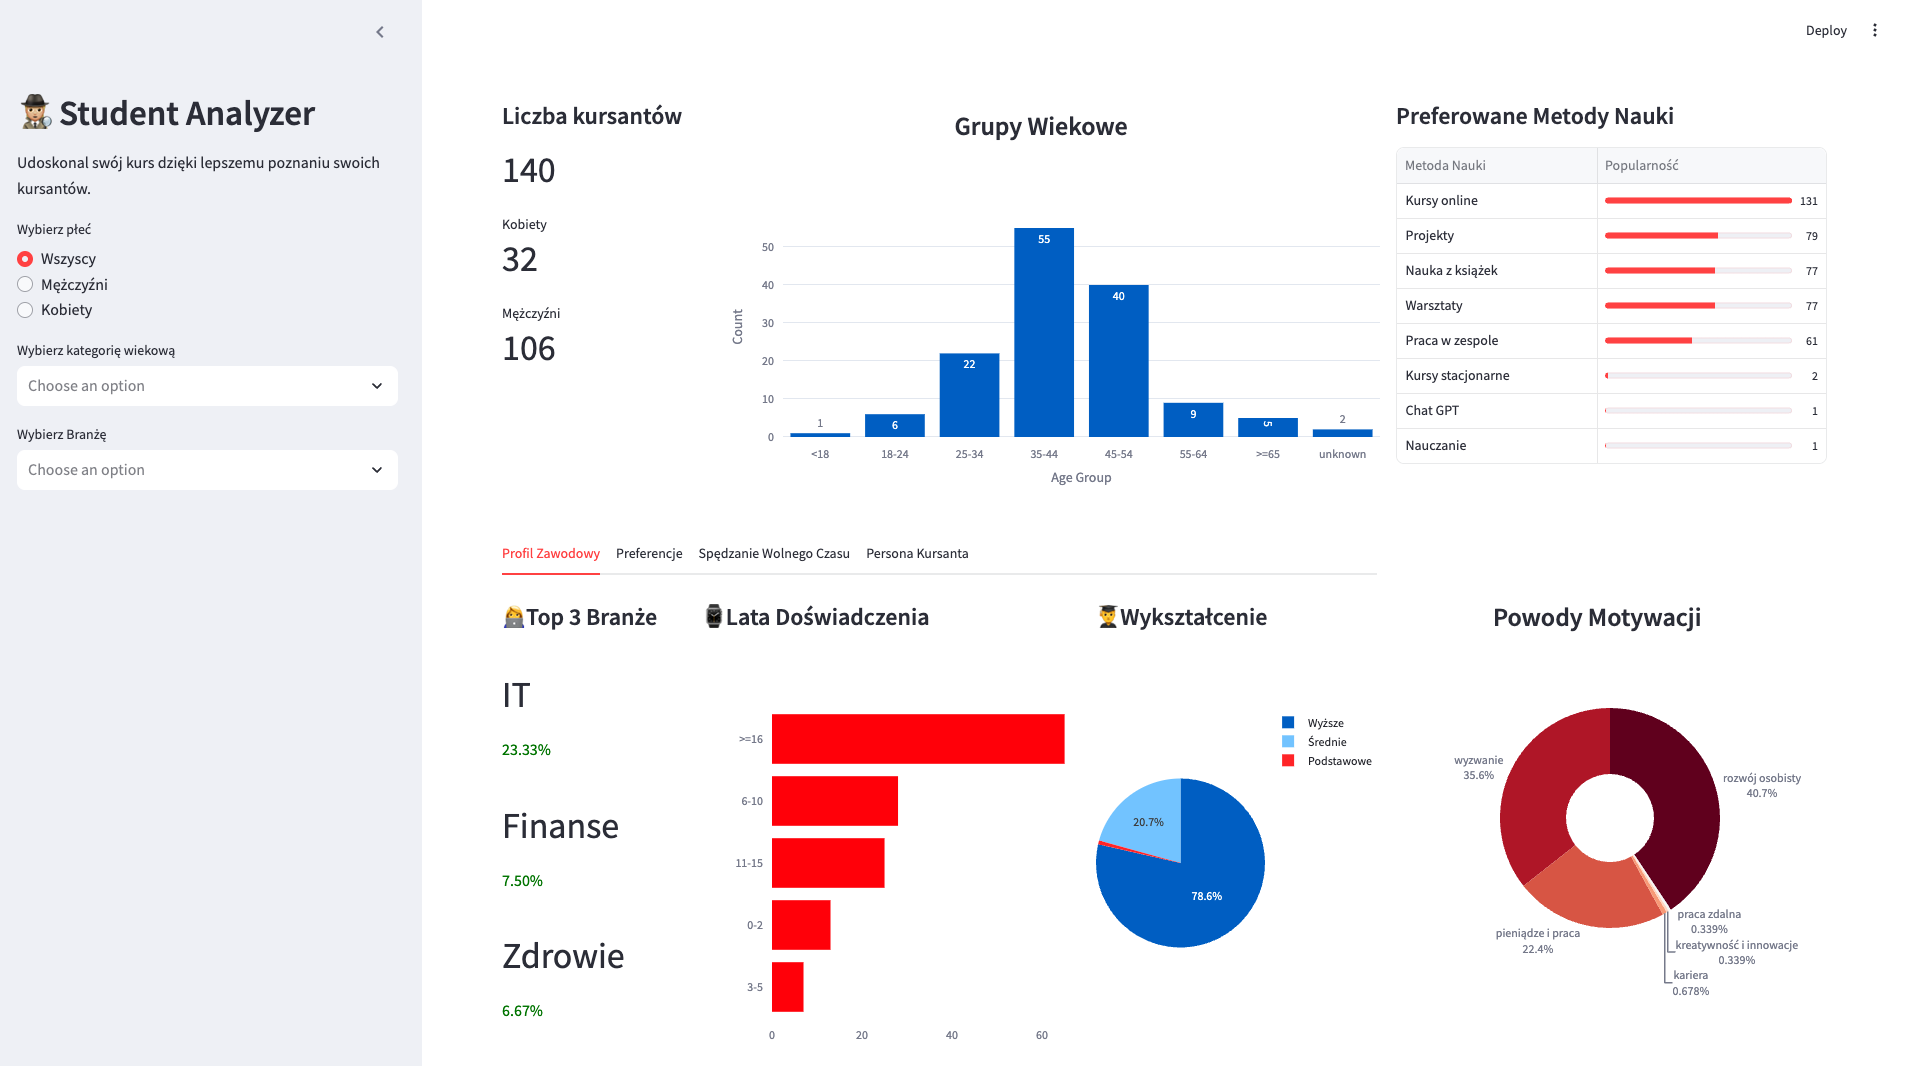 Deploy
Student Analyzer
Udoskonal swój kurs dzięki lepszemu poznaniu swoich
kursantów.
Wybierz płeć
Wszyscy
Mężczyźni
Kobiety
Wybierz kategorię wiekową
Choose an option
Wybierz Branżę
Choose an option
Liczba kursantów
140
Kobiety
32
Mężczyźni
106
Grupy Wiekowe
Count
50
40
30
20
10
0
1
6
22
55
40
9
5
2
<18
18-24
25-34
35-44
45-54
55-64
>=65
unknown
Age Group
Preferowane Metody Nauki
Metoda Nauki Popularność
Kursy online 131
Projekty 79
Nauka z książek 77
Warsztaty 77
Praca w zespole 61
Kursy stacjonarne 2
Chat GPT 1
Nauczanie 1
Profil Zawodowy Preferencje Spędzanie Wolnego Czasu Persona Kursanta
Top 3 Branże
IT
23.33%
Finanse
7.50%
Zdrowie
6.67%
Lata Doświadczenia
>=16
6-10
11-15
0-2
3-5
0 20 40 60
Wykształcenie
Wyższe
Średnie
Podstawowe
20.7%
78.6%
Powody Motywacji
wyzwanie
35.6%
rozwój osobisty
40.7%
pieniądze i praca
22.4%
praca zdalna
0.339%
kreatywność i innowacje
0.339%
kariera
0.678%